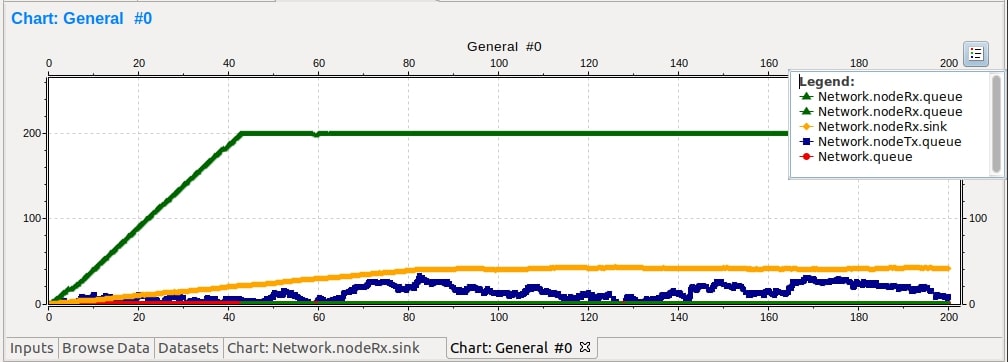 Chart: General #0
General #0
0 20 40 60 80 100 120 140 160 200
Legend:
Network.nodeRx.queue
Network.nodeRx.queue
Network.nodeRx.sink
Network.nodeTx.queue
Network.queue
200
100 100
0 0
0 20 40 60 80 100 120 140 160 180 200
Inputs Browse Data Datasets Chart: Network.nodeRx.sink Chart: General #0